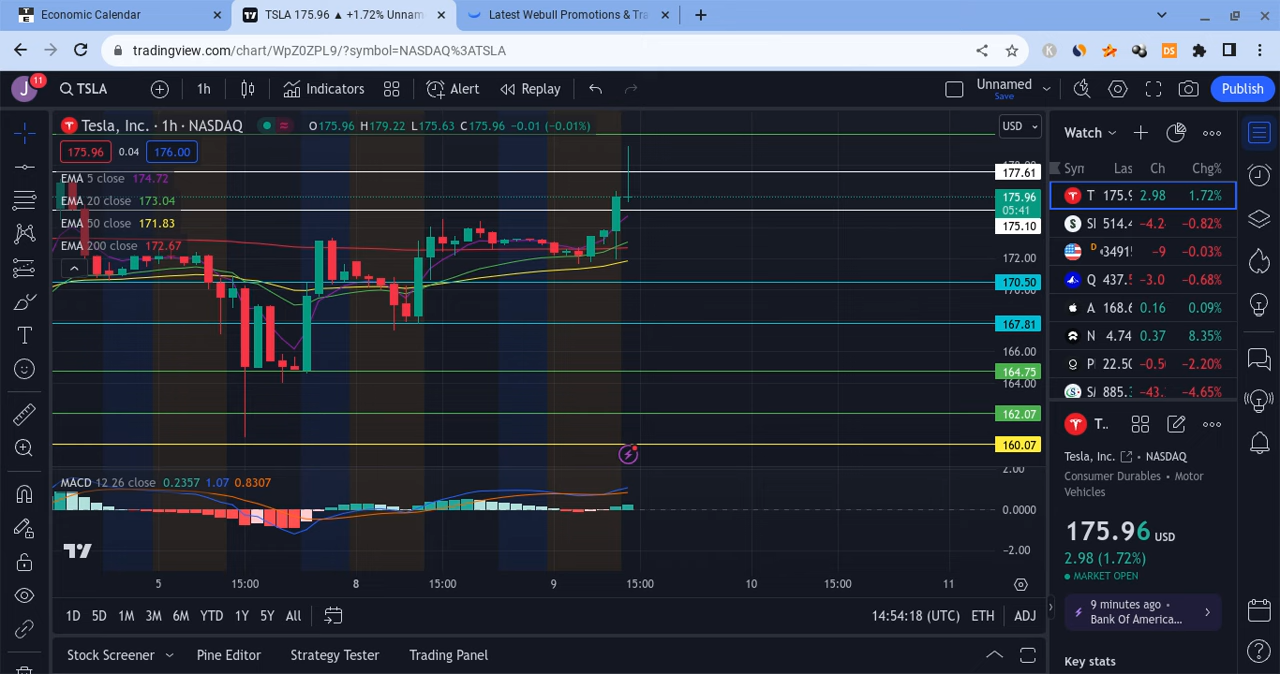 Economic Calendar
TSLA 175.96 ▲ +1.72% Unnam
Latest Webull Promotions & Tra
tradingview.com/chart/WpZ0ZPL9/?symbol=NASDAQ%3ATSLA
J 11
TSLA
1h
Indicators
Alert
Replay
Unnamed
Save
Publish
Tesla, Inc. · 1h · NASDAQ
O175.96 H179.22 L175.63 C175.96 −0.01 (−0.01%)
USD
175.96 0.04 176.00
EMA 5 close 174.72
EMA 20 close 173.04
EMA 50 close 171.83
EMA 200 close 172.67
177.61
175.96
05:41
175.10
172.00
170.50
167.81
166.00
164.75
164.00
162.07
160.07
MACD 12 26 close 0.2357 1.07 0.8307
2.00
0.0000
−2.00
5 15:00 8 15:00 9 15:00 10 15:00 11
1D 5D 1M 3M 6M YTD 1Y 5Y All
14:54:18 (UTC) ETH ADJ
Stock Screener Pine Editor Strategy Tester Trading Panel
Watch
Syn Las Ch Chg%
T 175.9 2.98 1.72%
514.4 −4.2 −0.82%
D 3491 −9 −0.03%
Q 437.5 −3.0 −0.68%
A 168.6 0.16 0.09%
N 4.74 0.37 8.35%
22.50 −0.5 −2.20%
885. −43. −4.65%
T..
Tesla, Inc. • NASDAQ
Consumer Durables • Motor
Vehicles
175.96 USD
2.98 (1.72%)
MARKET OPEN
9 minutes ago •
Bank Of America...
Key stats